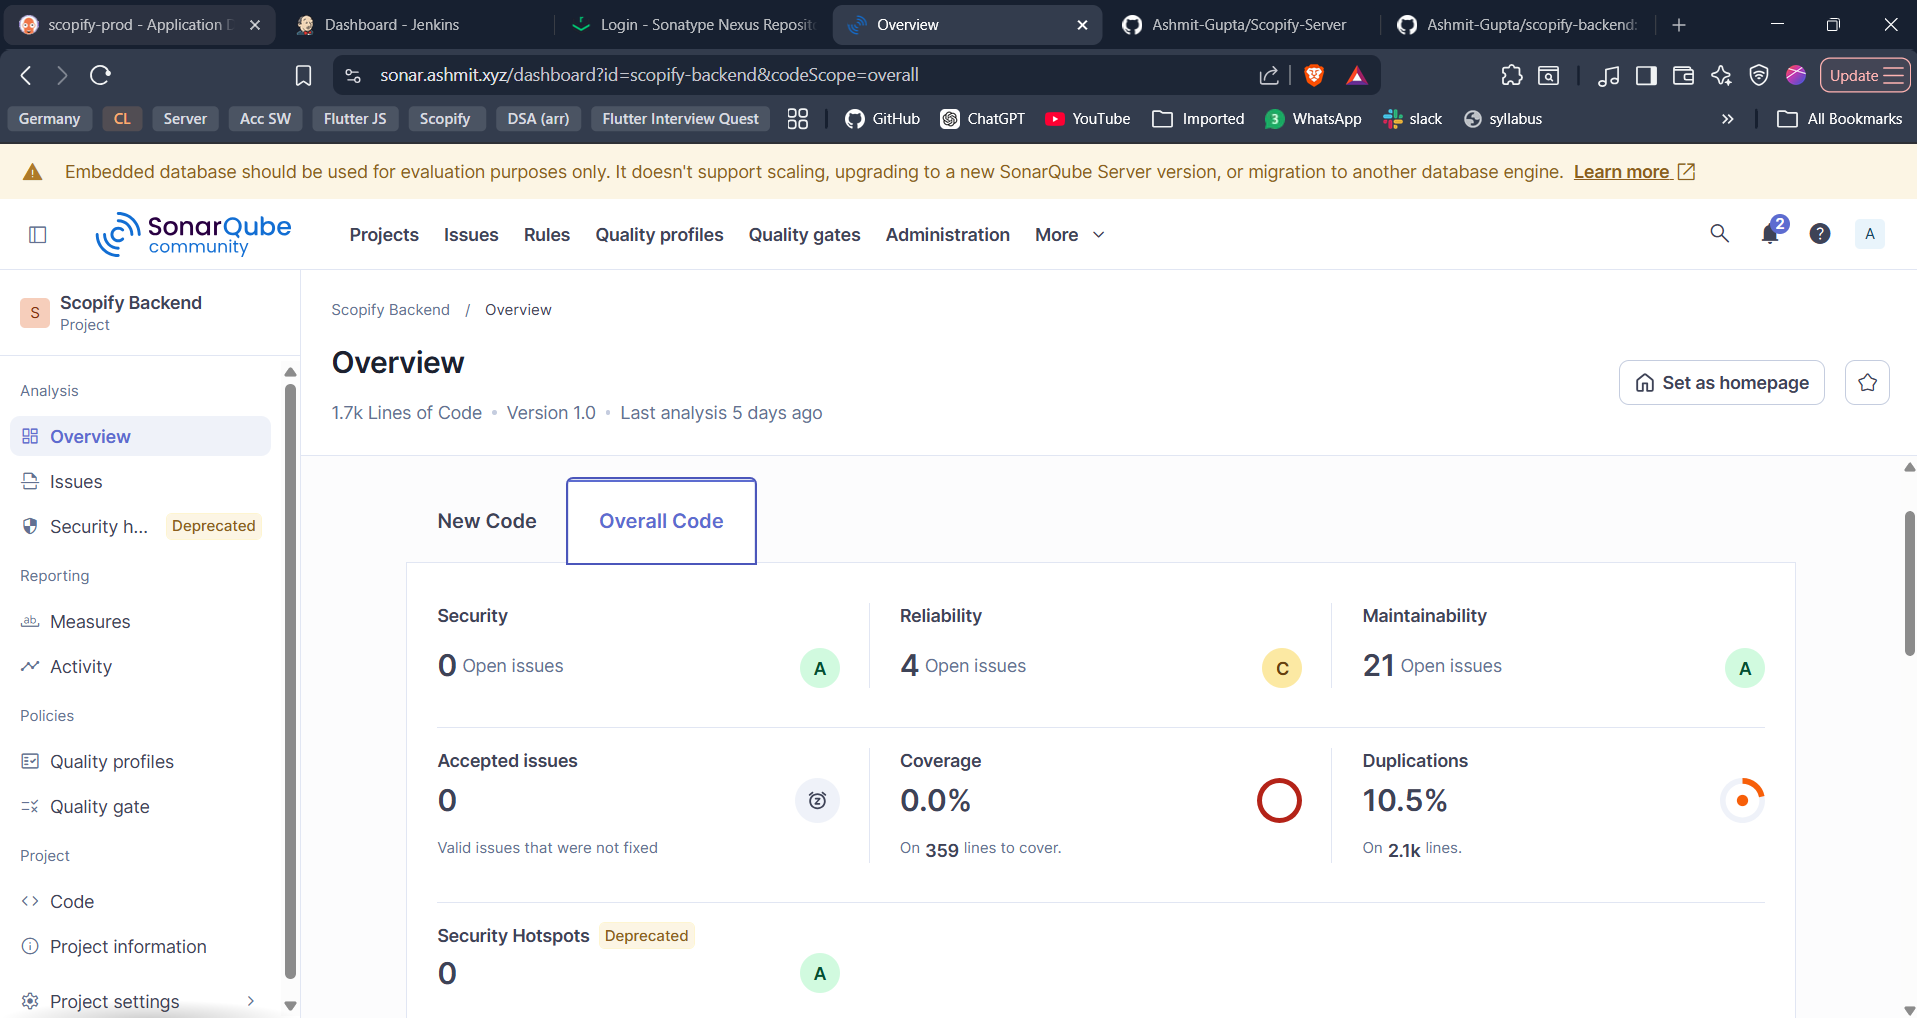 scopify-prod - Application D
Dashboard - Jenkins
Login - Sonatype Nexus Reposito
Overview
Ashmit-Gupta/Scopify-Server
Ashmit-Gupta/scopify-backend:
sonar.ashmit.xyz/dashboard?id=scopify-backend&codeScope=overall
Update
Germany
CL
Server
Acc SW
Flutter JS
Scopify
DSA (arr)
Flutter Interview Quest
GitHub
ChatGPT
YouTube
Imported
3 WhatsApp
slack
syllabus
»
All Bookmarks
Embedded database should be used for evaluation purposes only. It doesn't support scaling, upgrading to a new SonarQube Server version, or migration to another database engine. Learn more
SonarQube
community
Projects
Issues
Rules
Quality profiles
Quality gates
Administration
More
2
?
A
S
Scopify Backend
Project
Analysis
Overview
Issues
Security h... Deprecated
Reporting
Measures
Activity
Policies
Quality profiles
Quality gate
Project
Code
Project information
Project settings
Scopify Backend / Overview
Overview
1.7k Lines of Code • Version 1.0 • Last analysis 5 days ago
Set as homepage
New Code
Overall Code
Security
0 Open issues
A
Reliability
4 Open issues
C
Maintainability
21 Open issues
A
Accepted issues
0
Valid issues that were not fixed
Coverage
0.0%
On 359 lines to cover.
Duplications
10.5%
On 2.1k lines.
Security Hotspots Deprecated
0
A